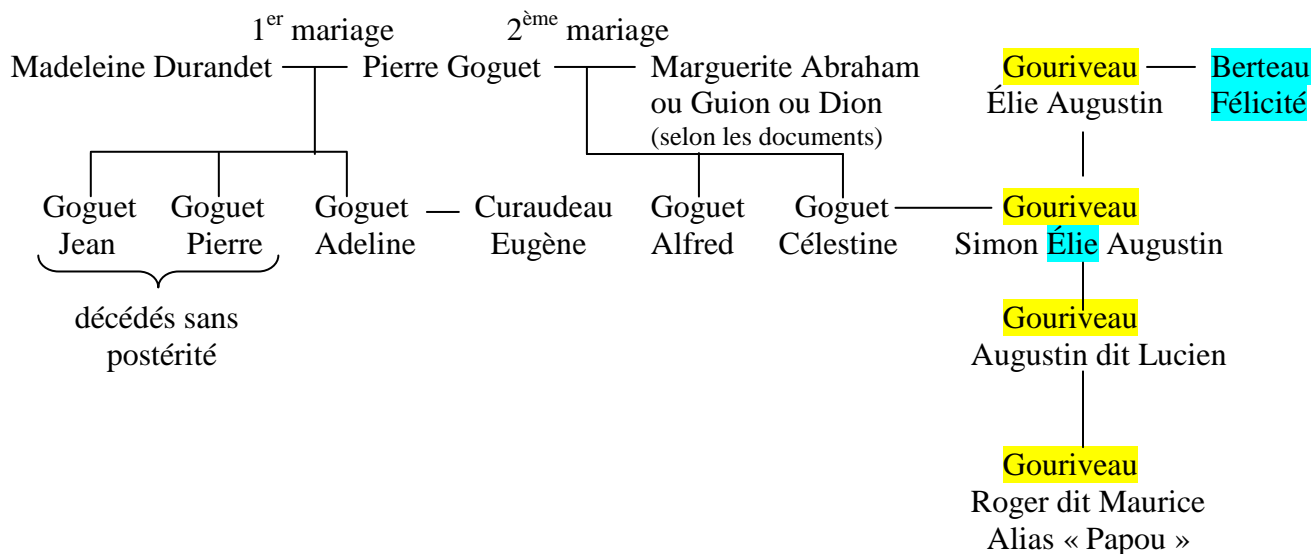 1er mariage 2ème mariage
Madeleine Durandet Pierre Goguet Marguerite Abraham Gouriveau Berteau
ou Guion ou Dion Élie Augustin Félicité
(selon les documents)
Goguet Goguet Goguet Curaudeau Goguet Goguet Gouriveau
Jean Pierre Adeline Eugène Alfred Célestine Simon Élie Augustin
décédés sans Gouriveau
postérité Augustin dit Lucien
Gouriveau
Roger dit Maurice
Alias « Papou »